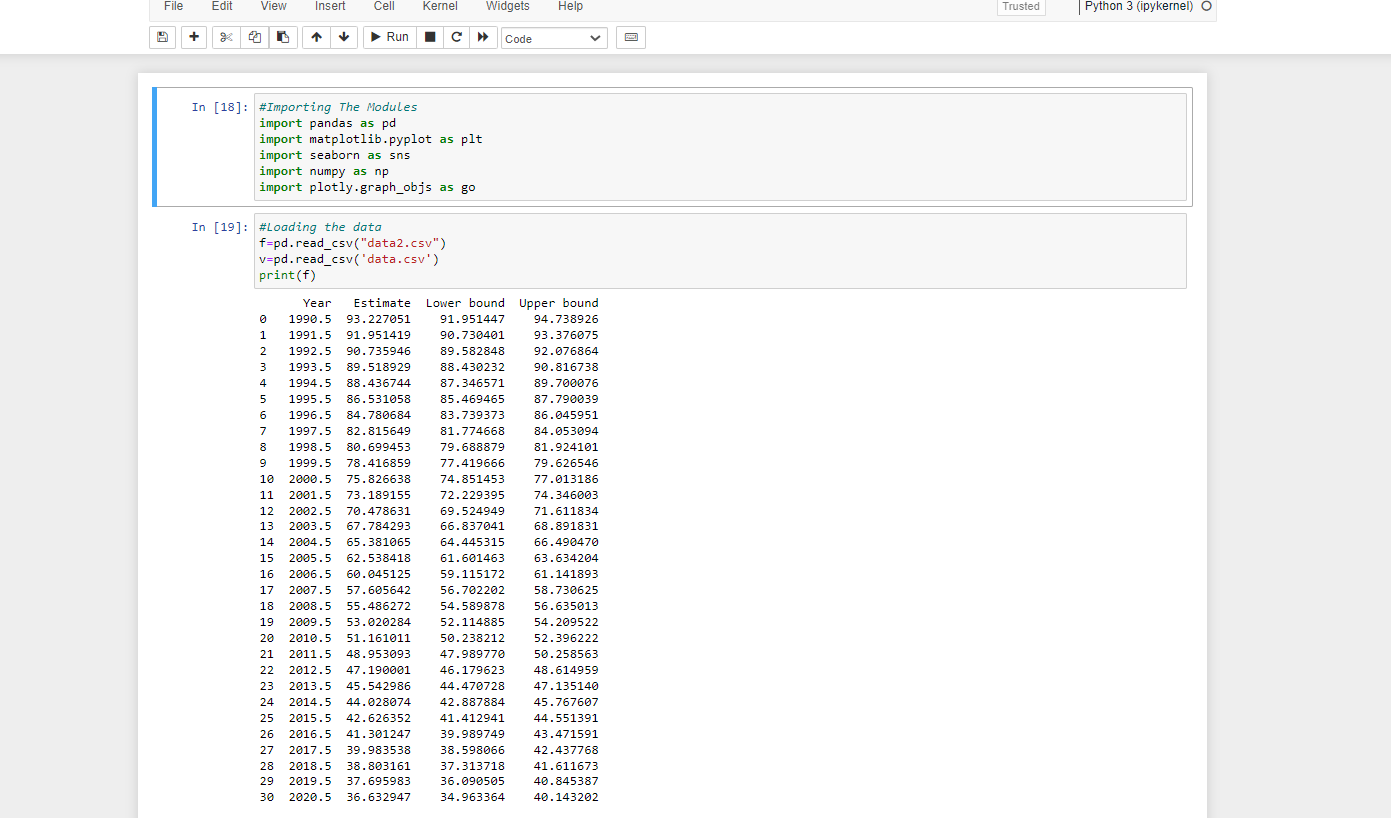 File Edit View Insert Cell Kernel Widgets Help Trusted Python 3 (ipykernel)
Run Code
In [18]: #Importing The Modules
import pandas as pd
import matplotlib.pyplot as plt
import seaborn as sns
import numpy as np
import plotly.graph_objs as go
In [19]: #Loading the data
f=pd.read_csv("data2.csv")
v=pd.read_csv('data.csv')
print(f)
Year Estimate Lower bound Upper bound
0 1990.5 93.227051 91.951447 94.738926
1 1991.5 91.951419 90.730401 93.376075
2 1992.5 90.735946 89.582848 92.076864
3 1993.5 89.518929 88.430232 90.816738
4 1994.5 88.436744 87.346571 89.700076
5 1995.5 86.531058 85.469465 87.790039
6 1996.5 84.780684 83.739373 86.045951
7 1997.5 82.815649 81.774668 84.053094
8 1998.5 80.699453 79.688879 81.924101
9 1999.5 78.416859 77.419666 79.626546
10 2000.5 75.826638 74.851453 77.013186
11 2001.5 73.189155 72.229395 74.346003
12 2002.5 70.478631 69.524949 71.611834
13 2003.5 67.784293 66.837041 68.891831
14 2004.5 65.381065 64.445315 66.490470
15 2005.5 62.538418 61.601463 63.634204
16 2006.5 60.045125 59.115172 61.141893
17 2007.5 57.605642 56.702202 58.730625
18 2008.5 55.486272 54.589878 56.635013
19 2009.5 53.020284 52.114885 54.209522
20 2010.5 51.161011 50.238212 52.396222
21 2011.5 48.953093 47.989770 50.258563
22 2012.5 47.190001 46.179623 48.614959
23 2013.5 45.542986 44.470728 47.135140
24 2014.5 44.028074 42.887884 45.767607
25 2015.5 42.626352 41.412941 44.551391
26 2016.5 41.301247 39.989749 43.471591
27 2017.5 39.983538 38.598066 42.437768
28 2018.5 38.803161 37.313718 41.611673
29 2019.5 37.695983 36.090505 40.845387
30 2020.5 36.632947 34.963364 40.143202